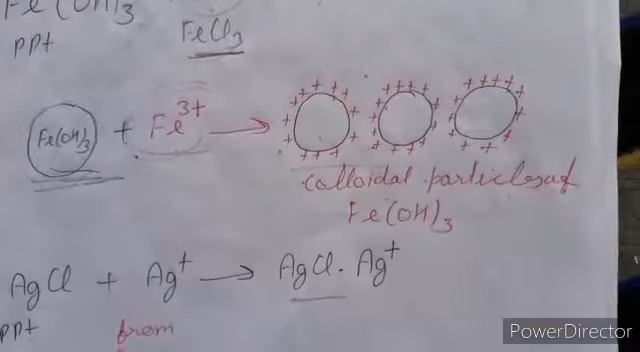 Fe(OH)3
ppt FeCl3
Fe(OH)3 + Fe3+ →
colloidal particles of
Fe(OH)3
AgCl + Ag+ → AgCl. Ag+
ppt from
PowerDirector